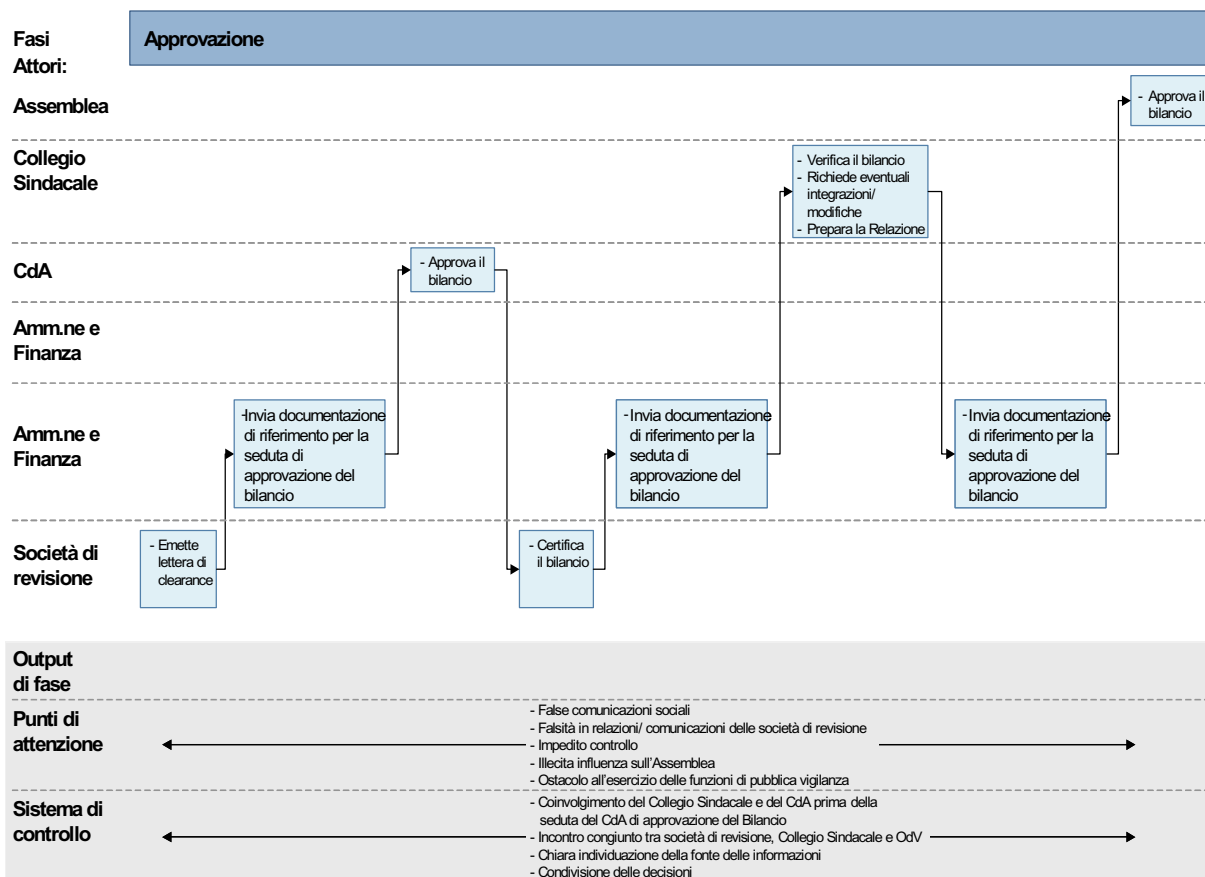 Fasi
Attori:
Approvazione
Assemblea
- Approva il
bilancio
Collegio
Sindacale
- Verifica il bilancio
- Richiede eventuali
integrazioni/
modifiche
- Prepara la Relazione
CdA
- Approva il
bilancio
Amm.ne e
Finanza
Amm.ne e
Finanza
-Invia documentazione
di riferimento per la
seduta di
approvazione del
bilancio
-Invia documentazione
di riferimento per la
seduta di
approvazione del
bilancio
-Invia documentazione
di riferimento per la
seduta di
approvazione del
bilancio
Società di
revisione
- Emette
lettera di
clearance
- Certifica
il bilancio
Output
di fase
Punti di
attenzione
- False comunicazioni sociali
- Falsità in relazioni/ comunicazioni delle società di revisione
- Impedito controllo
- Illecita influenza sull'Assemblea
- Ostacolo all'esercizio delle funzioni di pubblica vigilanza
Sistema di
controllo
- Coinvolgimento del Collegio Sindacale e del CdA prima della
seduta del CdA di approvazione del Bilancio
- Incontro congiunto tra società di revisione, Collegio Sindacale e OdV
- Chiara individuazione della fonte delle informazioni
- Condivisione delle decisioni